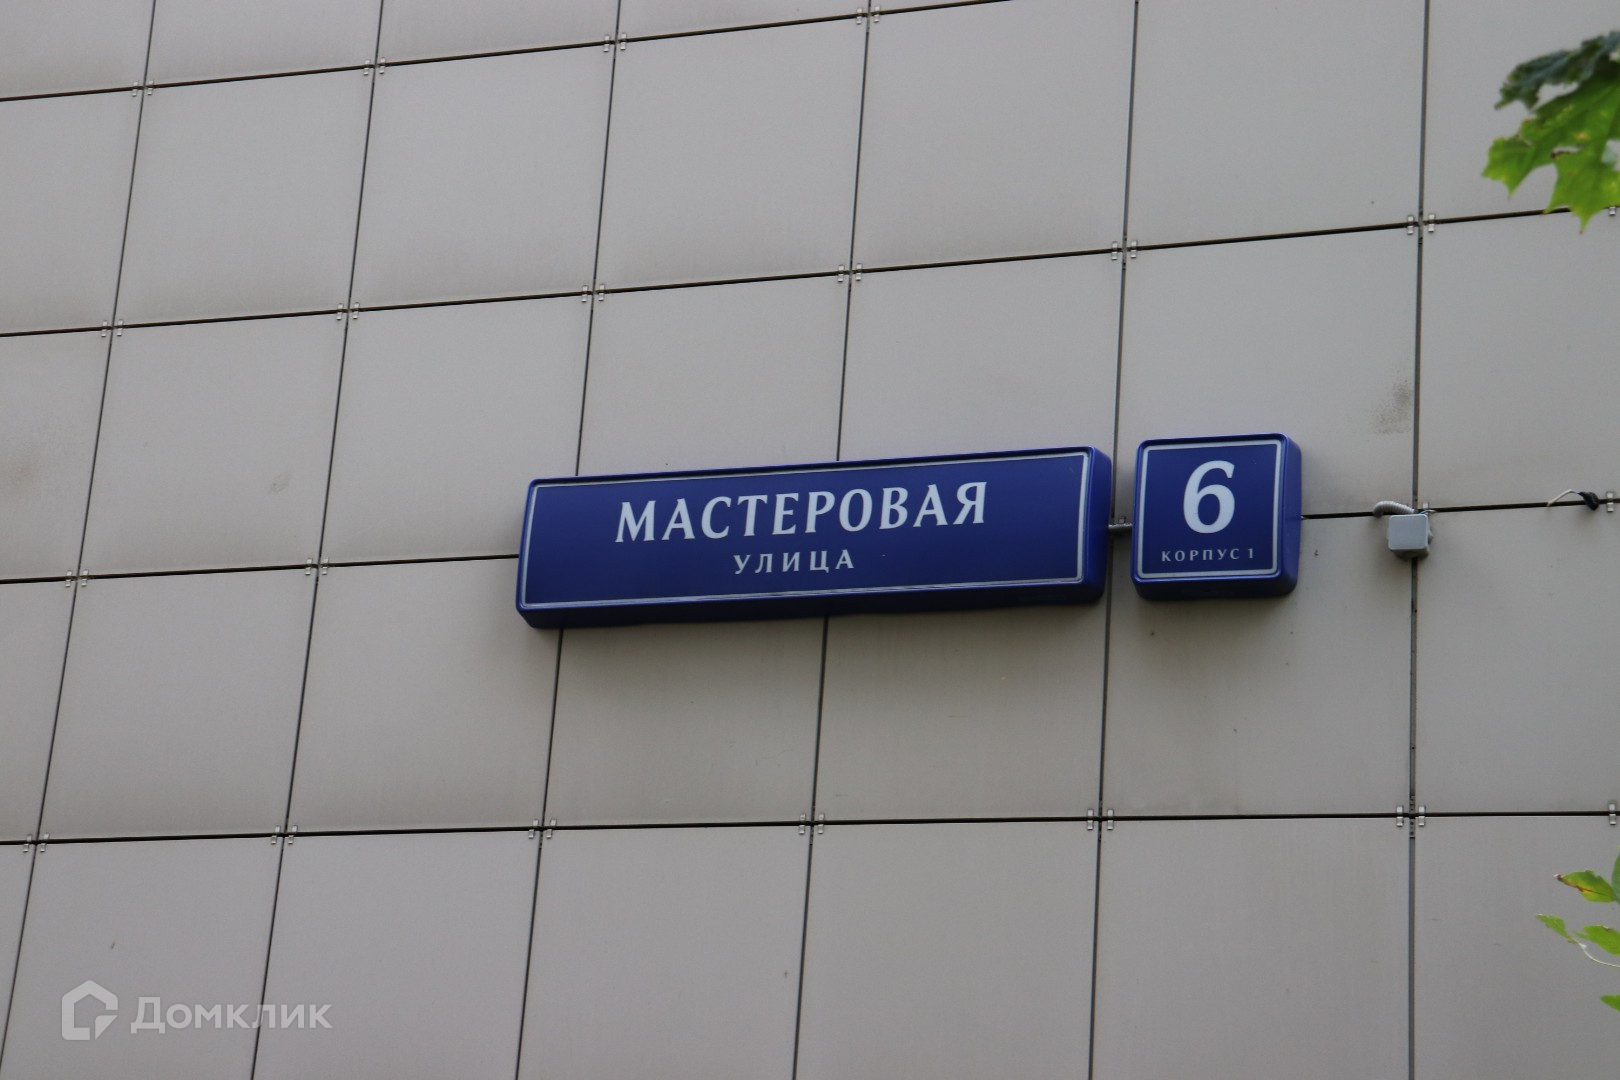 МАСТЕРОВАЯ
УЛИЦА
6
КОРПУС 1
Домклик